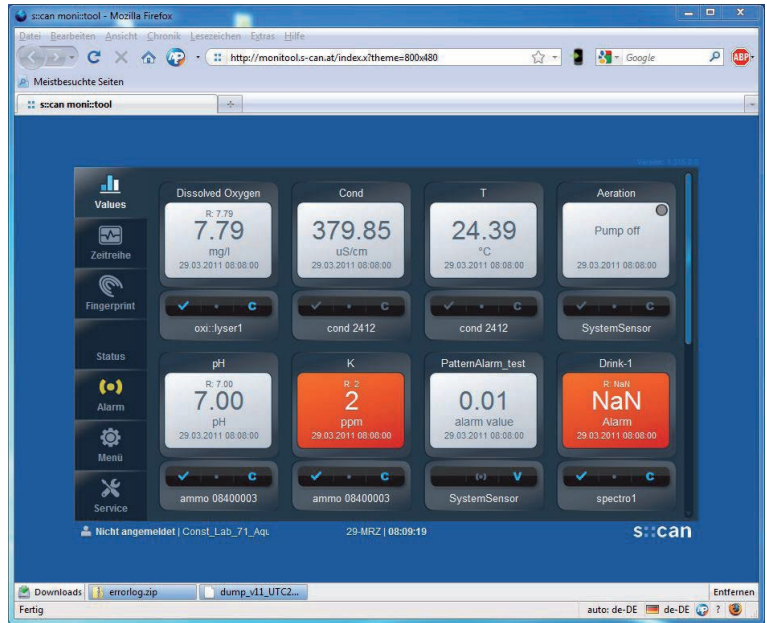 s::can moni::tool - Mozilla Firefox
Datei Bearbeiten Ansicht Chronik Lesezeichen Extras Hilfe
http://monitool.s-can.at/index.x?theme=800x480
Google
ABP
Meistbesuchte Seiten
s::can moni::tool
Values
Zeitreihe
Fingerprint
Status
Alarm
Menü
Service
Dissolved Oxygen Cond T Aeration
R: 7.79
7.79 379.85 24.39 Pump off
mg/l uS/cm °C
29.03.2011 08:08:00 29.03.2011 08:08:00 29.03.2011 08:08:00 29.03.2011 08:08:00
C C C C
oxi::lyser1 cond 2412 cond 2412 SystemSensor
pH K PatternAlarm_test Drink-1
R: 7.00 R: 2 R: NaN
7.00 2 0.01 NaN
pH ppm alarm value Alarm
29.03.2011 08:08:00 29.03.2011 08:08:00 29.03.2011 08:08:00 29.03.2011 08:08:00
C C V C
ammo 08400003 ammo 08400003 SystemSensor spectro1
Nicht angemeldet | Const_Lab_71_Aqu 29-MRZ | 08:09:19 s::can
Downloads errorlog.zip dump_v11_UTC2... Entfernen
Fertig auto: de-DE de-DE ?